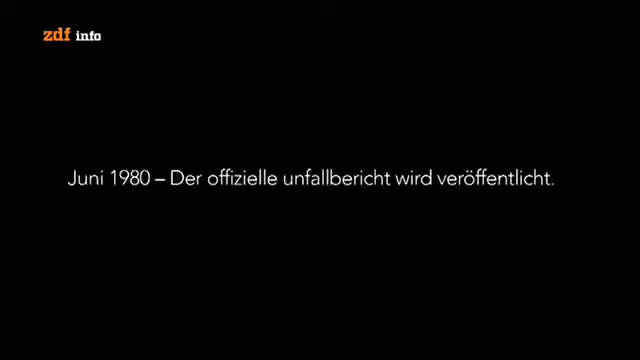 zdf info
Juni 1980 – Der offizielle unfallbericht wird veröffentlicht.